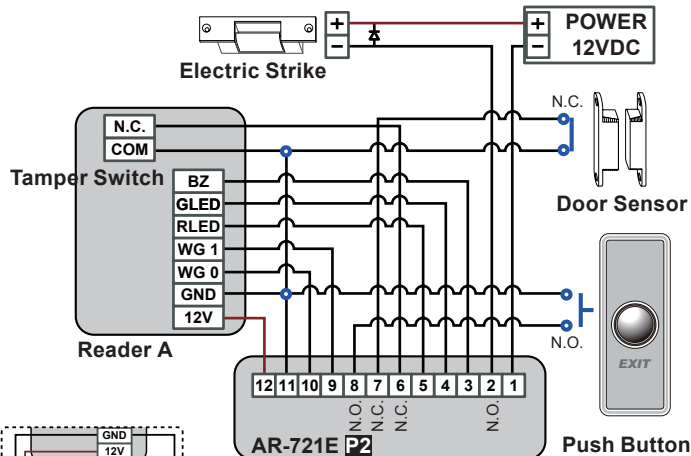 + + POWER
- - 12VDC
Electric Strike
N.C.
N.C.
COM
Tamper Switch
BZ
GLED
RLED
WG 1
WG 0
GND
12V
Door Sensor
Reader A
N.O.
EXIT
12 11 10 9 8 7 6 5 4 3 2 1
N.O. N.C. N.C. N.O.
AR-721E P2
Push Button
GND
12V